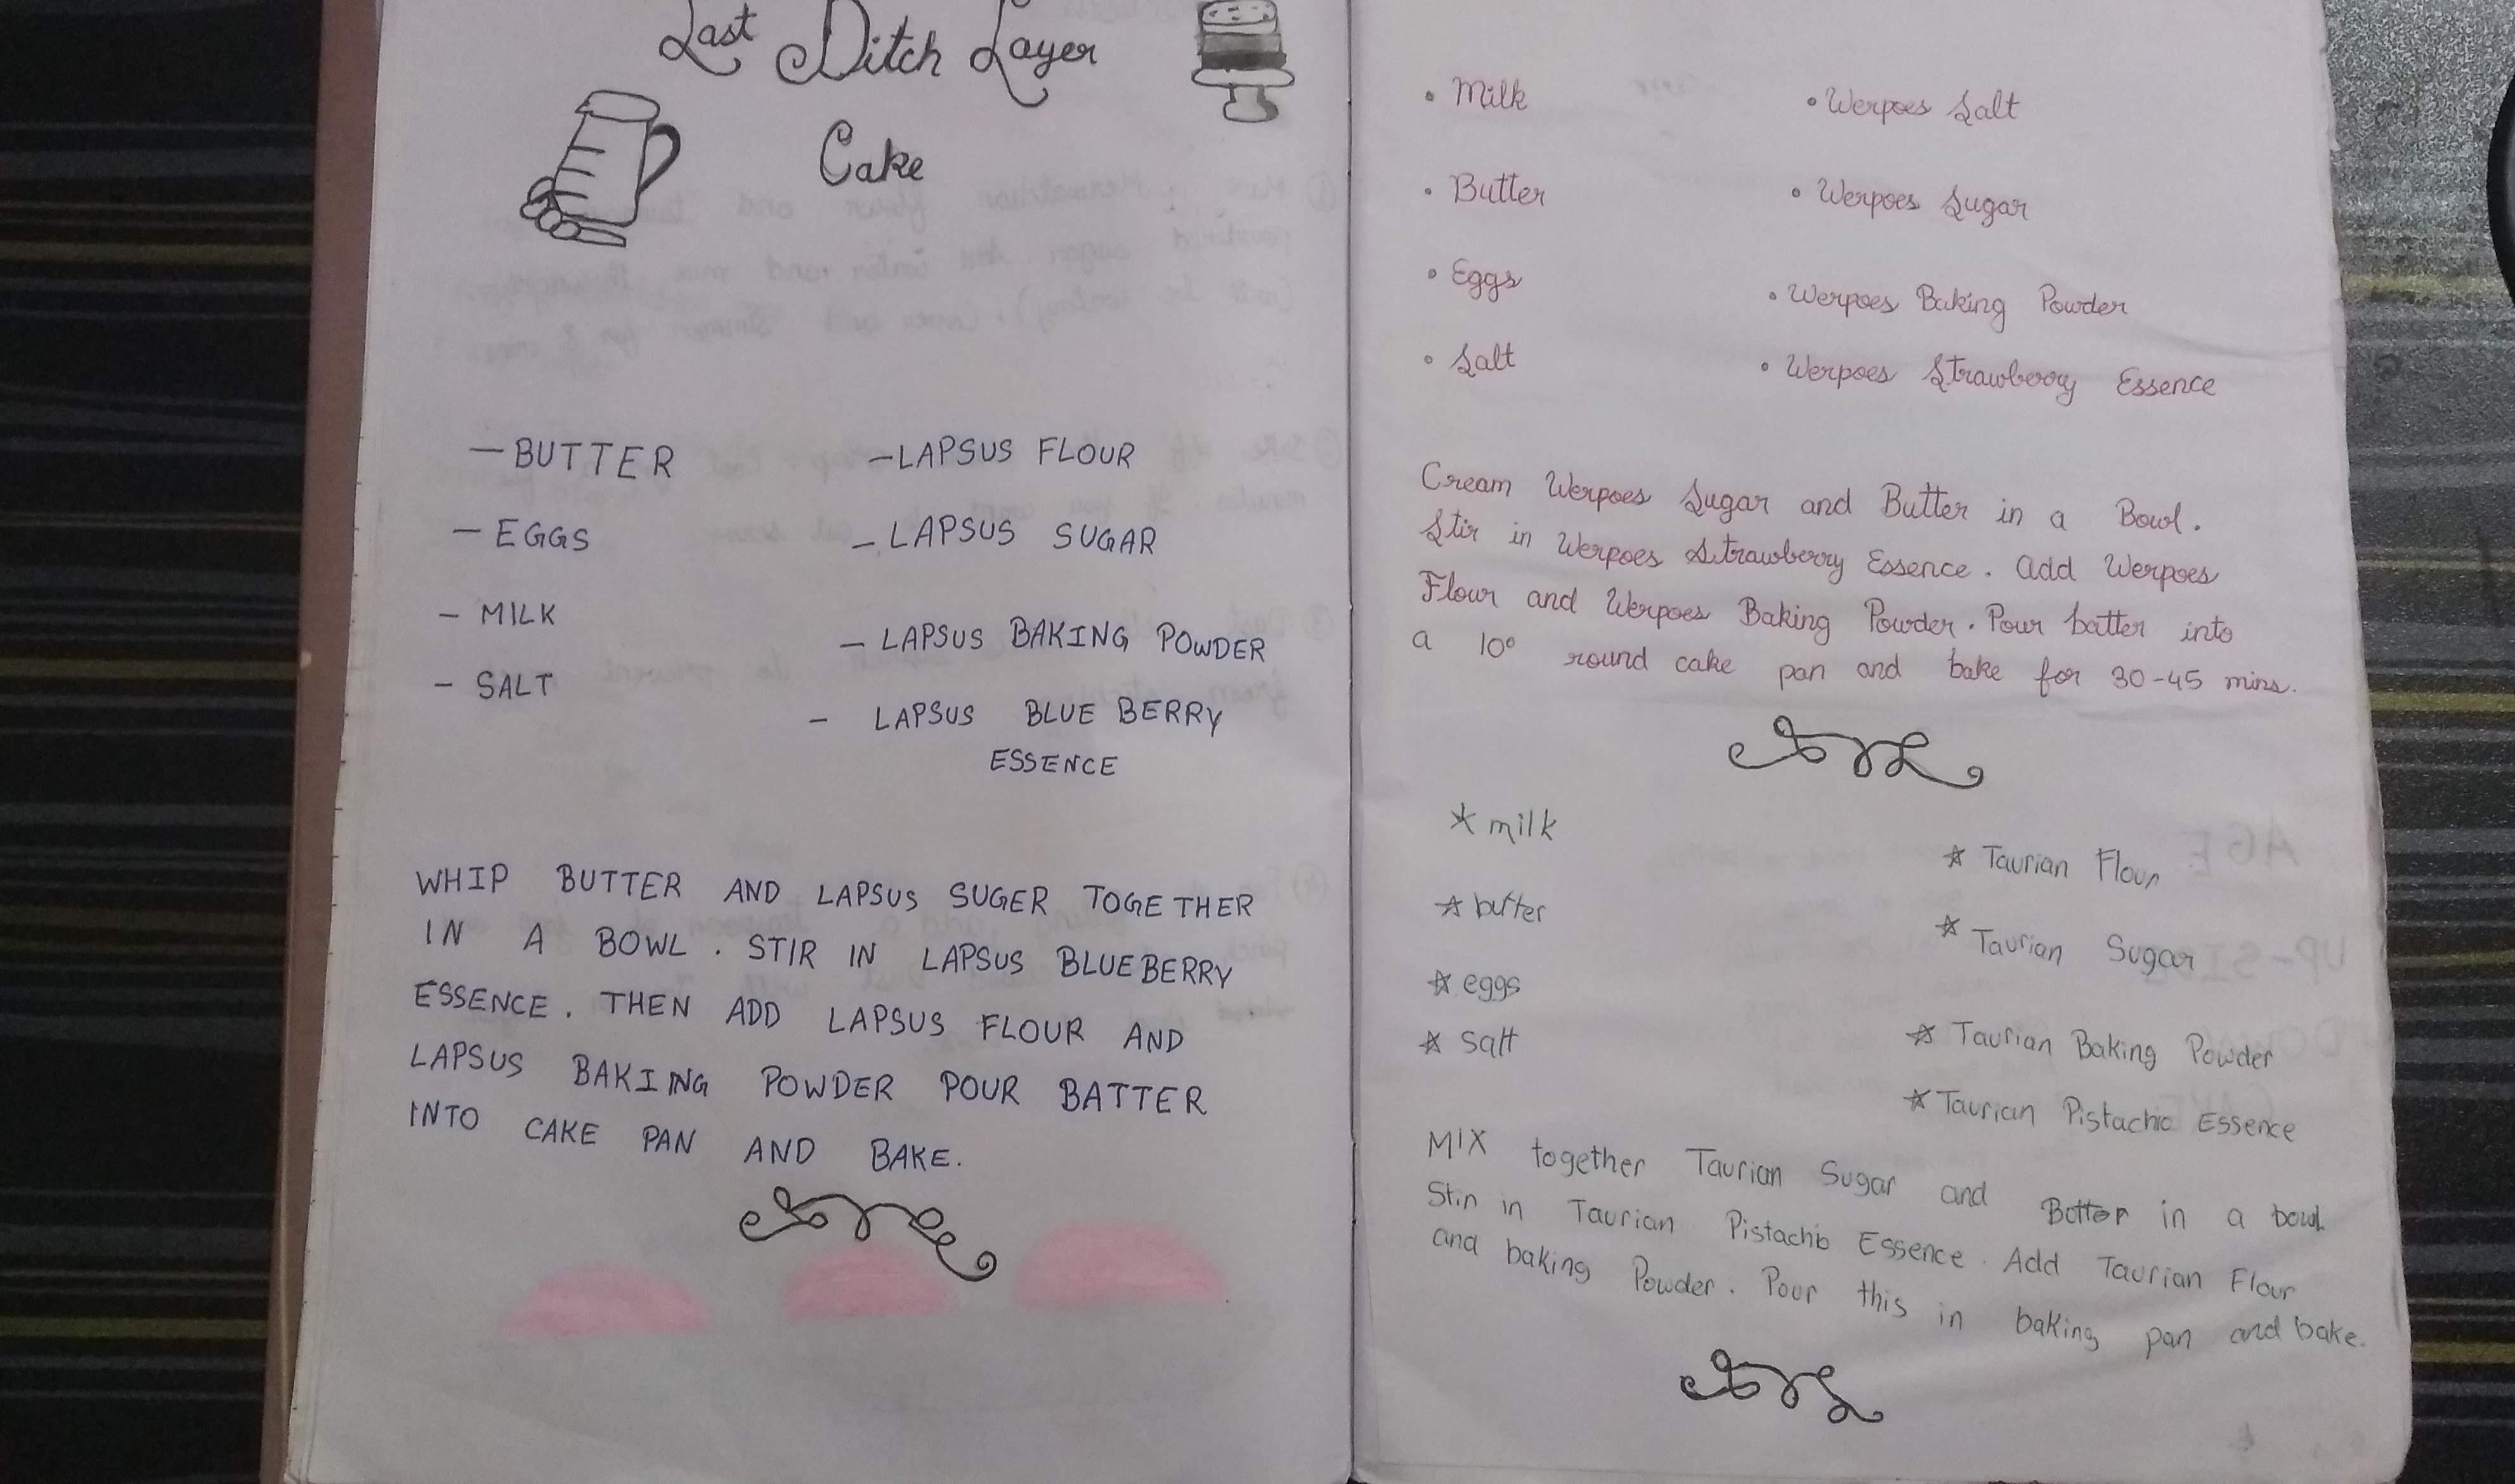 Last Ditch Layer
Cake
— BUTTER
— EGGS
- MILK
- SALT
- LAPSUS FLOUR
- LAPSUS SUGAR
- LAPSUS BAKING POWDER
- LAPSUS BLUE BERRY
ESSENCE
WHIP BUTTER AND LAPSUS SUGER TOGETHER
IN A BOWL . STIR IN LAPSUS BLUEBERRY
ESSENCE . THEN ADD LAPSUS FLOUR AND
LAPSUS BAKING POWDER POUR BATTER
INTO CAKE PAN AND BAKE.
• Milk
• Butter
• Eggs
• Salt
• Werpoes Salt
• Werpoes Sugar
• Werpoes Baking Powder
• Werpoes Strawberry Essence
Cream Werpoes Sugar and Butter in a Bowl.
Stir in Werpoes Strawberry Essence. Add Werpoes
Flour and Werpoes Baking Powder. Pour batter into
a 10° round cake pan and bake for 30-45 mins.
* milk
* butter
* eggs
* salt
* Taurian Flour
* Taurian Sugar
* Taurian Baking Powder
* Taurian Pistachio Essence
Mix together Taurian Sugar and Butter in a bowl
Stir in Taurian Pistachio Essence. Add Taurian Flour
and baking Powder. Pour this in baking pan and bake.